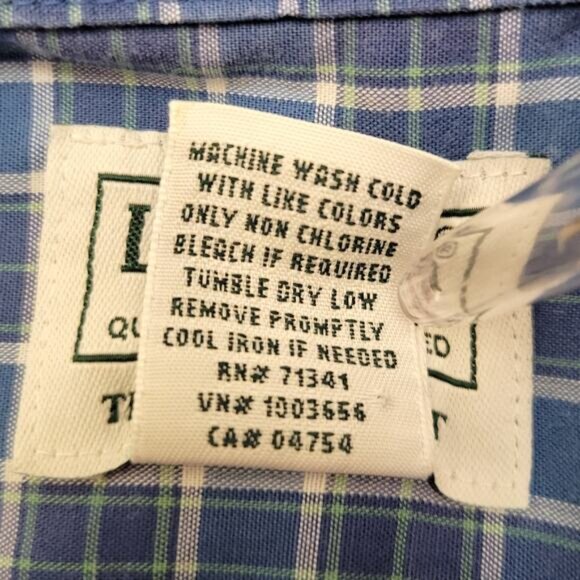 MACHINE WASH COLD
WITH LIKE COLORS
ONLY NON CHLORINE
BLEACH IF REQUIRED
TUMBLE DRY LOW
REMOVE PROMPTLY
COOL IRON IF NEEDED
RN# 71341
VN# 1003656
CA# 04754